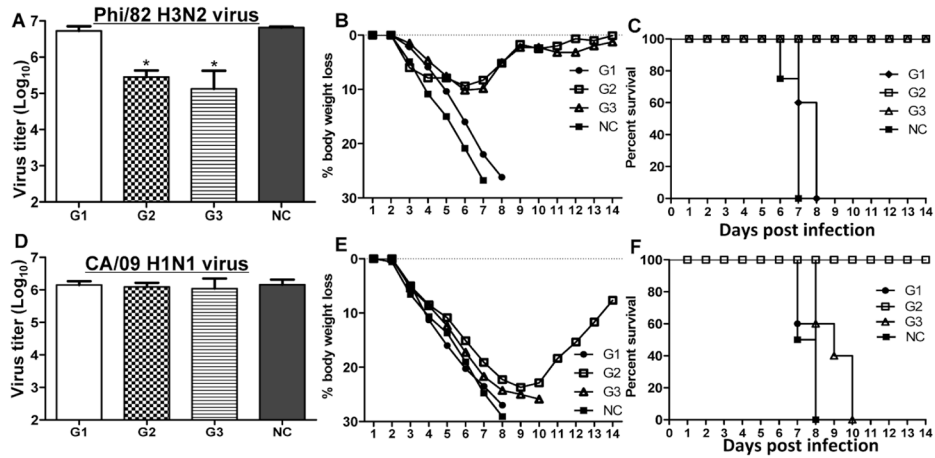 A
Phi/82 H3N2 virus
Virus titer (Log10)
7
6
5
4
3
2
*
*
G1 G2 G3 NC
B
% body weight loss
0
10
20
30
G1
G2
G3
NC
1 2 3 4 5 6 7 8 9 10 11 12 13 14
C
Percent survival
100
80
60
40
20
0
G1
G2
G3
NC
0 1 2 3 4 5 6 7 8 9 10 11 12 13 14
Days post infection
D
CA/09 H1N1 virus
Virus titer (Log10)
7
6
5
4
3
2
G1 G2 G3 NC
E
% body weight loss
0
10
20
30
G1
G2
G3
NC
1 2 3 4 5 6 7 8 9 10 11 12 13 14
F
Percent survival
100
80
60
40
20
0
G1
G2
G3
NC
0 1 2 3 4 5 6 7 8 9 10 11 12 13 14
Days post infection